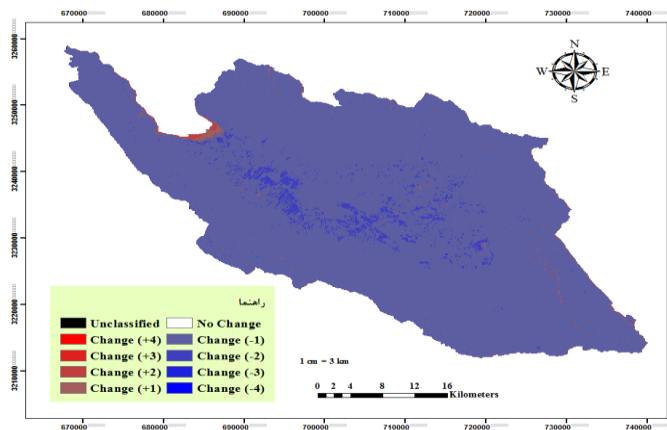 670000 680000 690000 700000 710000 720000 730000 740000
3260000
3250000
3240000
3230000
3220000
3210000
N
W E
S
راهنما
Unclassified No Change
Change (+4) Change (-1)
Change (+3) Change (-2)
Change (+2) Change (-3)
Change (+1) Change (-4)
1 cm = 3 km
0 2 4 8 12 16
Kilometers
670000 680000 690000 700000 710000 720000 730000 740000